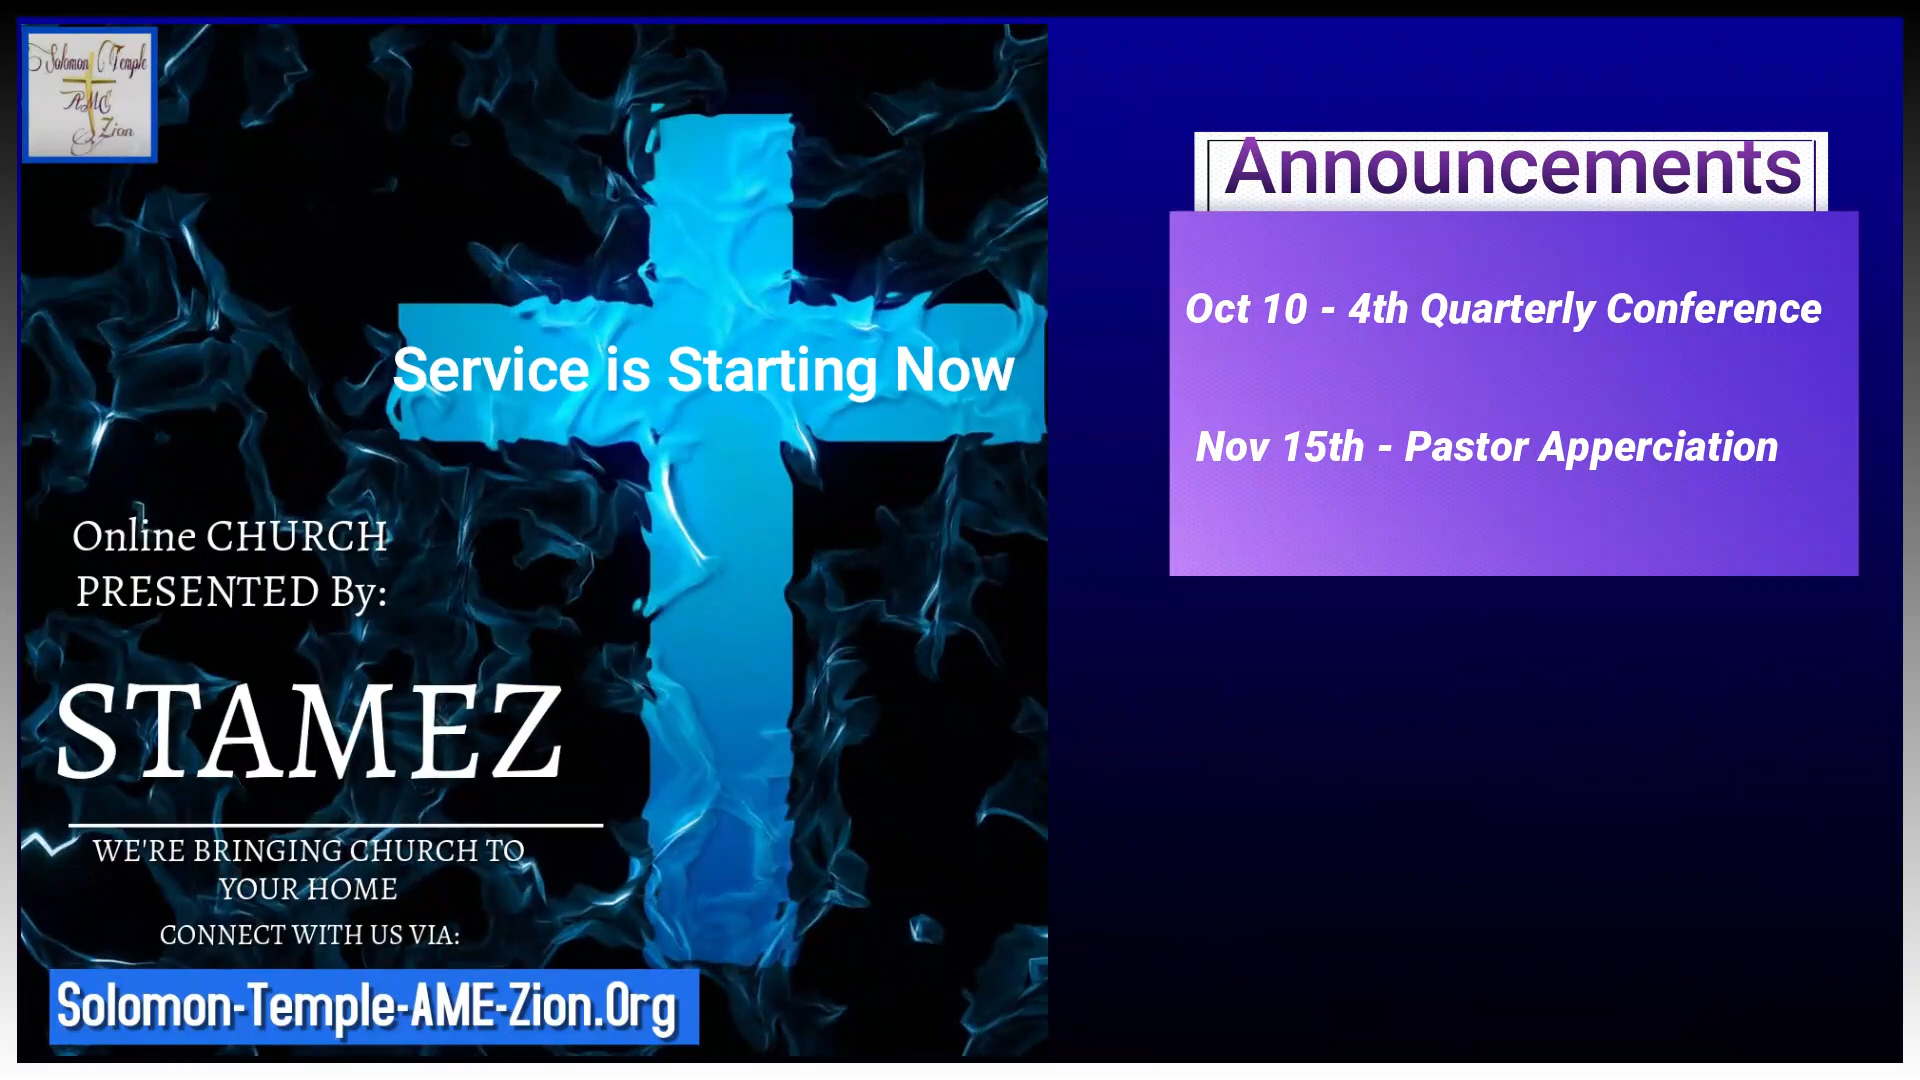 Solomon Temple
AME
Zion
Service is Starting Now
Online CHURCH
PRESENTED By:
STAMEZ
WE'RE BRINGING CHURCH TO
YOUR HOME
CONNECT WITH US VIA:
Solomon-Temple-AME-Zion.Org
Announcements
Oct 10 - 4th Quarterly Conference
Nov 15th - Pastor Apperciation